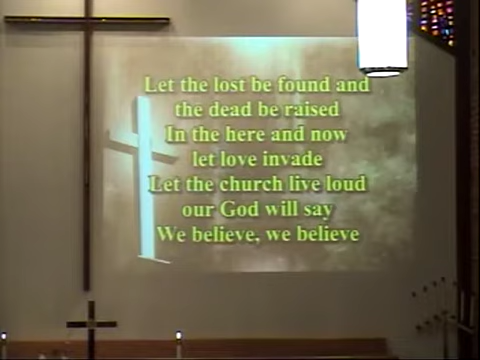 Let the lost be found and
the dead be raised
In the here and now
let love invade
Let the church live loud
our God will say
We believe, we believe